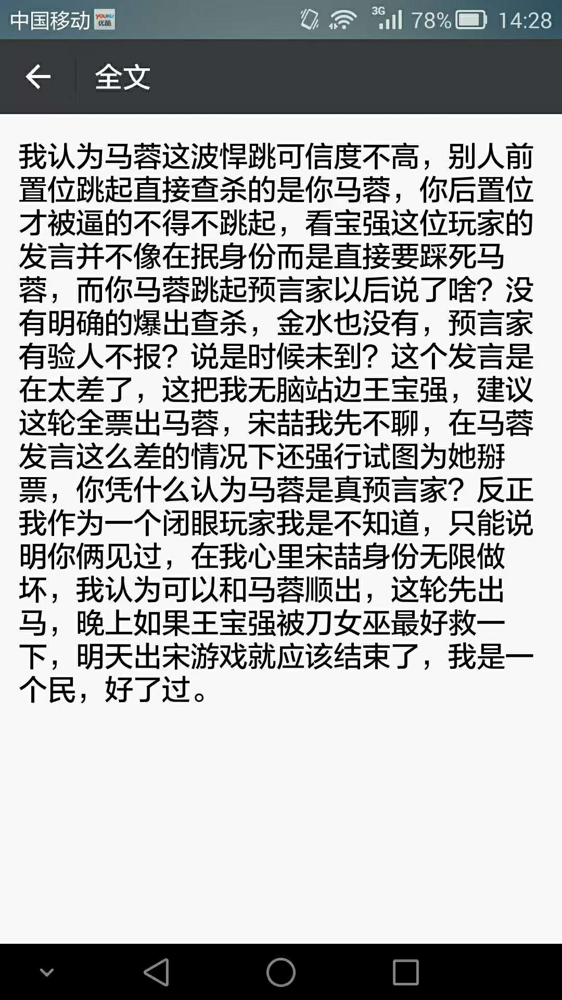 中国移动 YOUKU 优酷 3G 78% 14:28
全文
我认为马蓉这波悍跳可信度不高，别人前
置位跳起直接查杀的是你马蓉，你后置位
才被逼的不得不跳起，看宝强这位玩家的
发言并不像在抿身份而是直接要踩死马
蓉，而你马蓉跳起预言家以后说了啥？没
有明确的爆出查杀，金水也没有，预言家
有验人不报？说是时候未到？这个发言是
在太差了，这把我无脑站边王宝强，建议
这轮全票出马蓉，宋喆我先不聊，在马蓉
发言这么差的情况下还强行试图为她掰
票，你凭什么认为马蓉是真预言家？反正
我作为一个闭眼玩家我是不知道，只能说
明你俩见过，在我心里宋喆身份无限做
坏，我认为可以和马蓉顺出，这轮先出
马，晚上如果王宝强被刀女巫最好救一
下，明天出宋游戏就应该结束了，我是一
个民，好了过。